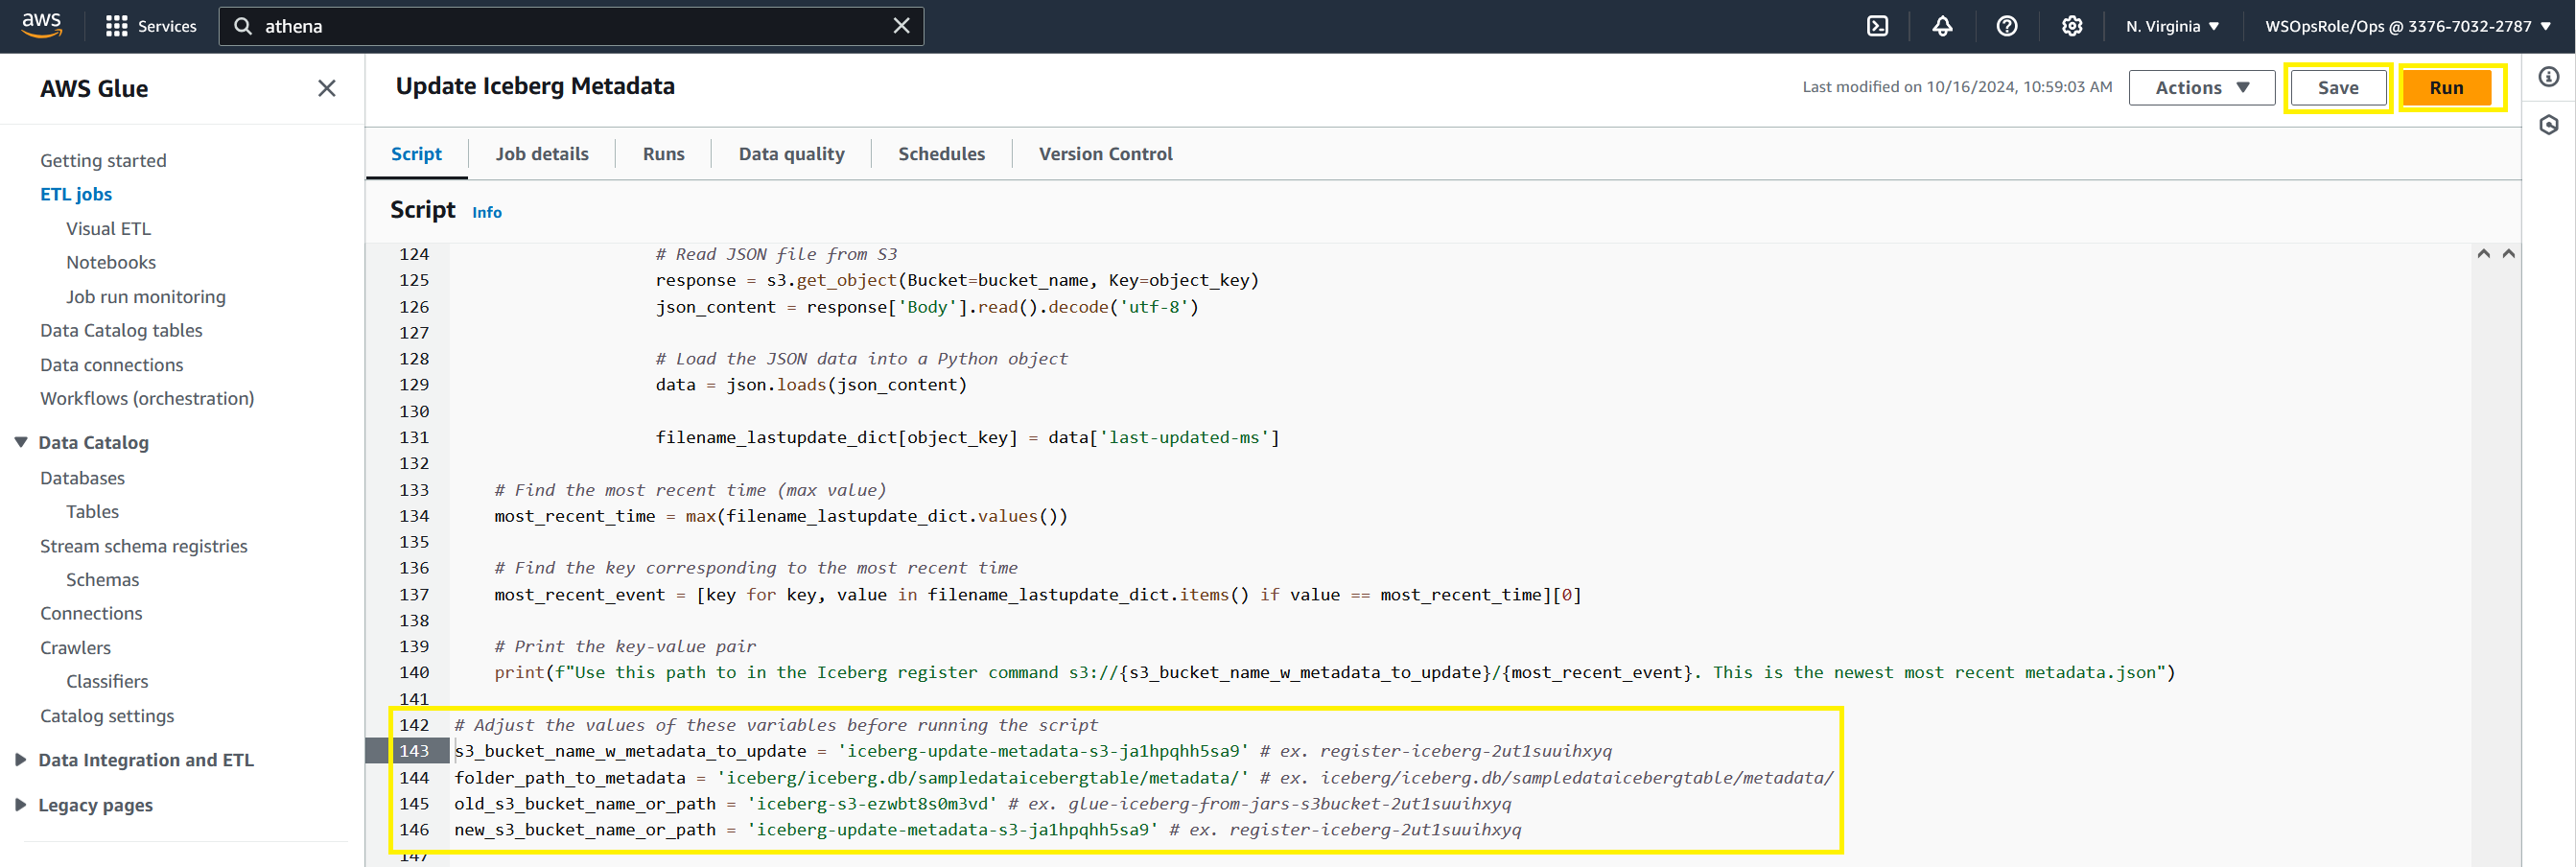 aws Services athena N. Virginia WSOpsRole/Ops @ 3376-7032-2787
AWS Glue
Getting started
ETL jobs
Visual ETL
Notebooks
Job run monitoring
Data Catalog tables
Data connections
Workflows (orchestration)
Data Catalog
Databases
Tables
Stream schema registries
Schemas
Connections
Crawlers
Classifiers
Catalog settings
Data Integration and ETL
Legacy pages
Update Iceberg Metadata
Last modified on 10/16/2024, 10:59:03 AM Actions Save Run
Script Job details Runs Data quality Schedules Version Control
Script Info
124 # Read JSON file from S3
125 response = s3.get_object(Bucket=bucket_name, Key=object_key)
126 json_content = response['Body'].read().decode('utf-8')
127
128 # Load the JSON data into a Python object
129 data = json.loads(json_content)
130
131 filename_lastupdate_dict[object_key] = data['last-updated-ms']
132
133 # Find the most recent time (max value)
134 most_recent_time = max(filename_lastupdate_dict.values())
135
136 # Find the key corresponding to the most recent time
137 most_recent_event = [key for key, value in filename_lastupdate_dict.items() if value == most_recent_time][0]
138
139 # Print the key-value pair
140 print(f"Use this path to in the Iceberg register command s3://{s3_bucket_name_w_metadata_to_update}/{most_recent_event}. This is the newest most recent metadata.json")
141
142 # Adjust the values of these variables before running the script
143 s3_bucket_name_w_metadata_to_update = 'iceberg-update-metadata-s3-ja1hpqhh5sa9' # ex. register-iceberg-2ut1suuihxyq
144 folder_path_to_metadata = 'iceberg/iceberg.db/sampledataicebergtable/metadata/' # ex. iceberg/iceberg.db/sampledataicebergtable/metadata/
145 old_s3_bucket_name_or_path = 'iceberg-s3-ezwbt8s0m3vd' # ex. glue-iceberg-from-jars-s3bucket-2ut1suuihxyq
146 new_s3_bucket_name_or_path = 'iceberg-update-metadata-s3-ja1hpqhh5sa9' # ex. register-iceberg-2ut1suuihxyq
147